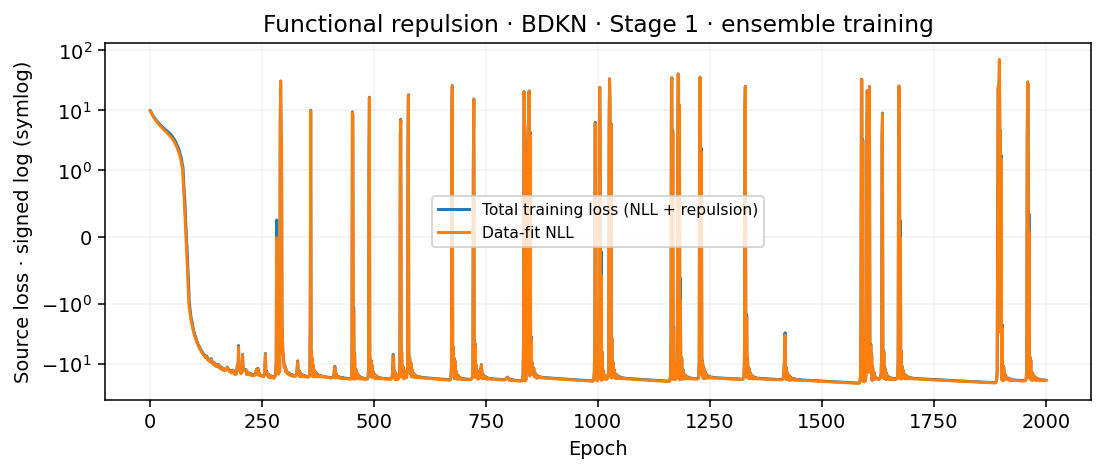 Functional repulsion · BDKN · Stage 1 · ensemble training
Source loss · signed log (symlog)
10²
10¹
10⁰
0
−10⁰
−10¹
Total training loss (NLL + repulsion)
Data-fit NLL
0 250 500 750 1000 1250 1500 1750 2000
Epoch